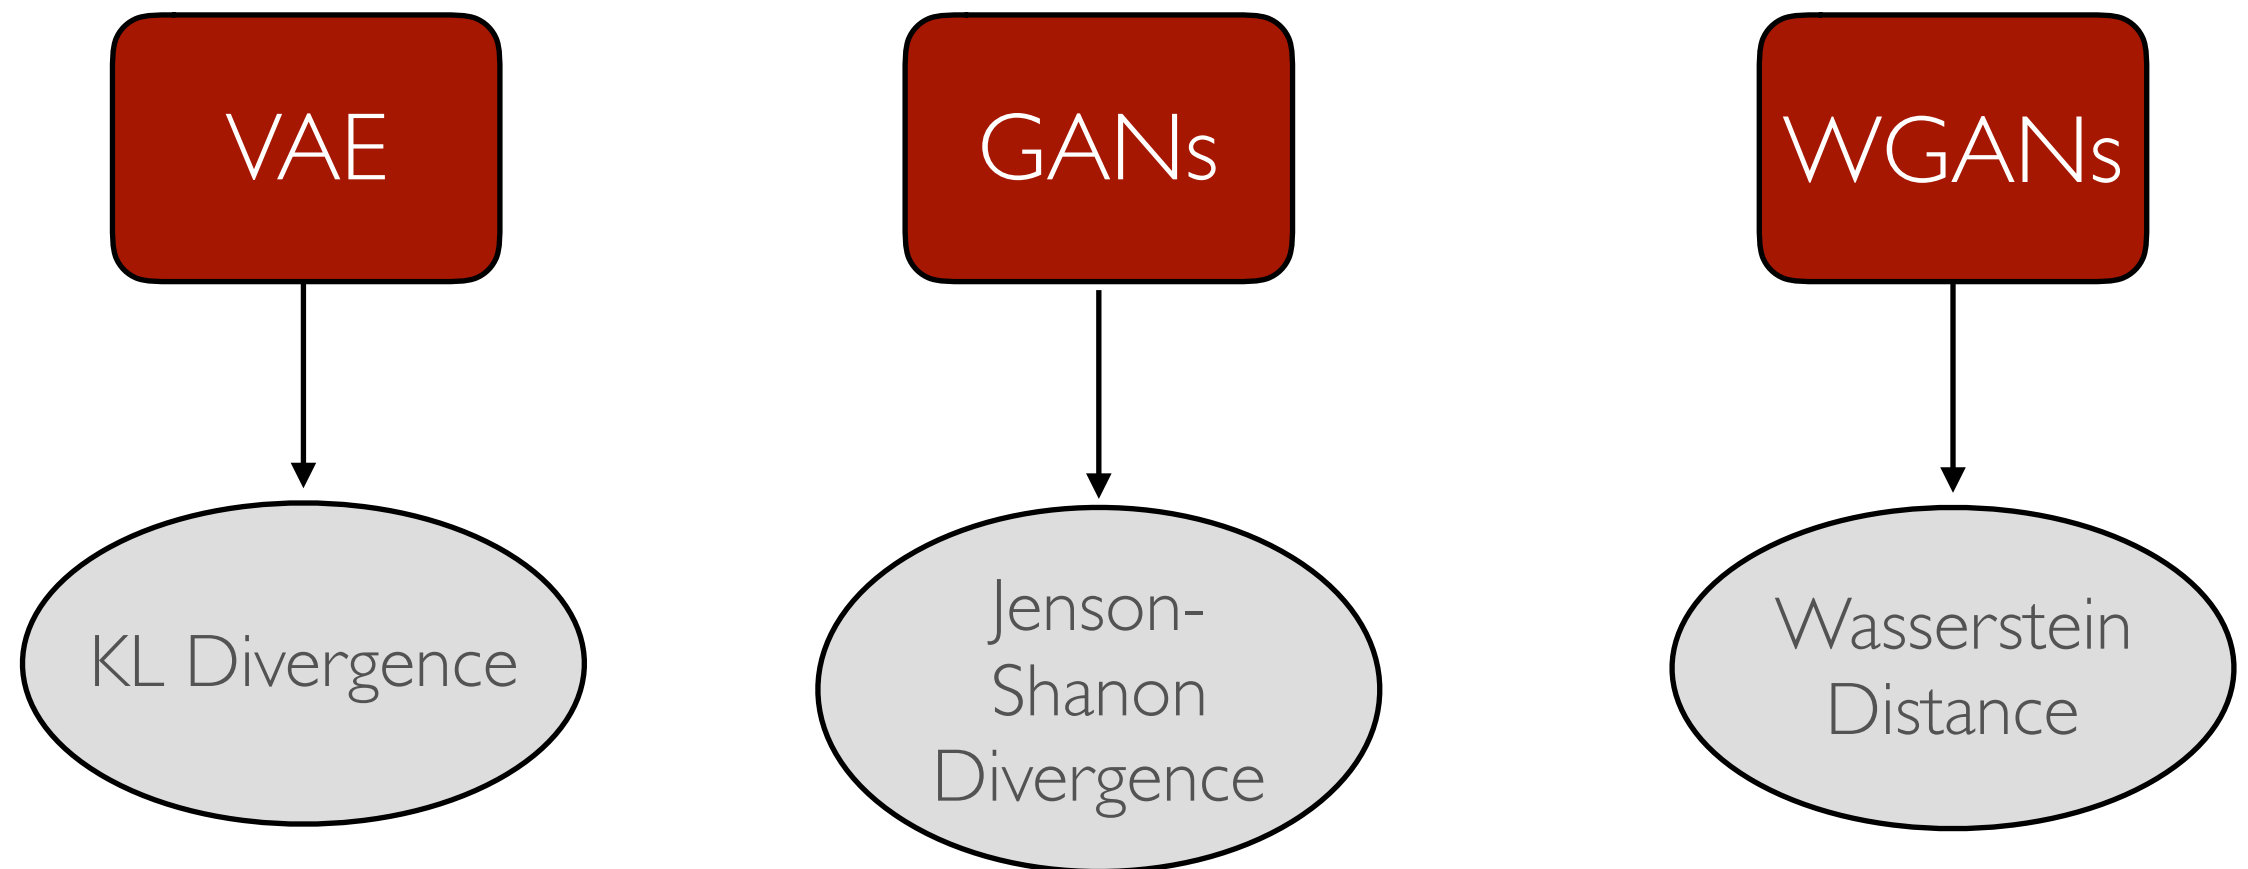 VAE
GANs
WGANs
KL Divergence
Jenson-
Shanon
Divergence
Wasserstein
Distance